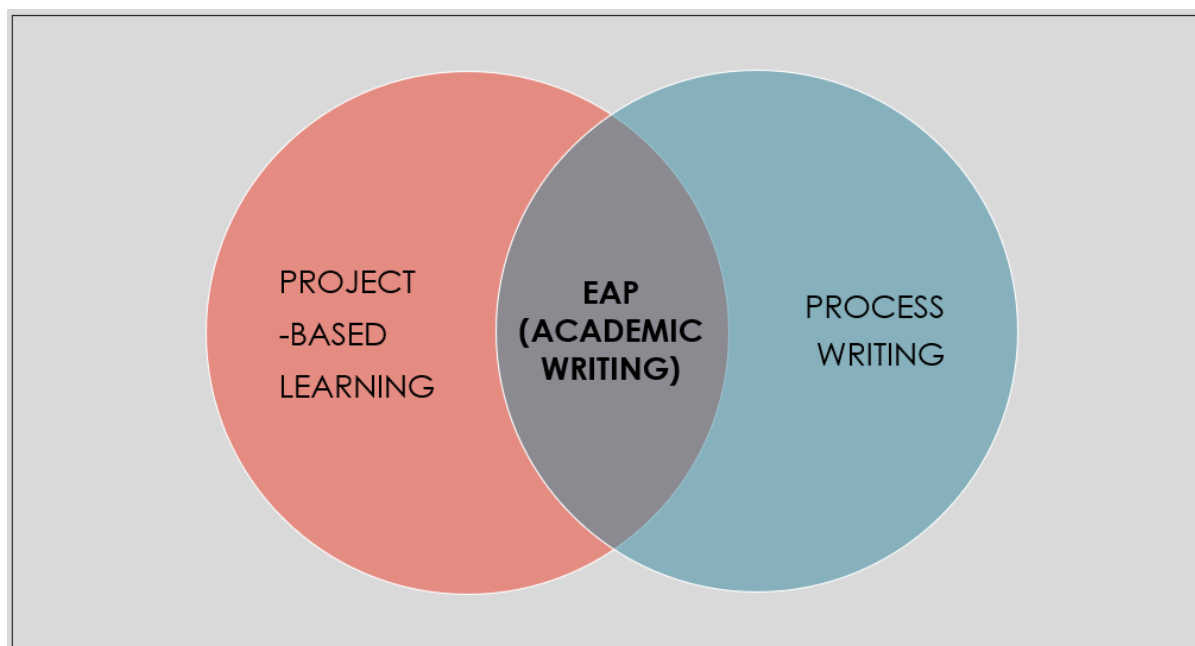 PROJECT
-BASED
LEARNING
EAP
(ACADEMIC
WRITING)
PROCESS
WRITING